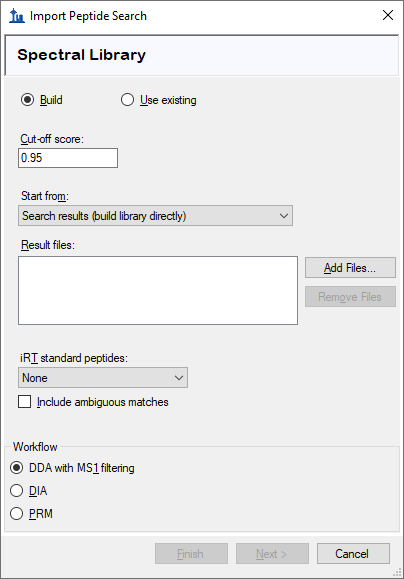 Import Peptide Search
Spectral Library
Build
Use existing
Cut-off score:
0.95
Start from:
Search results (build library directly)
Result files:
Add Files...
Remove Files
iRT standard peptides:
None
Include ambiguous matches
Workflow
DDA with MS1 filtering
DIA
PRM
Finish
Next >
Cancel